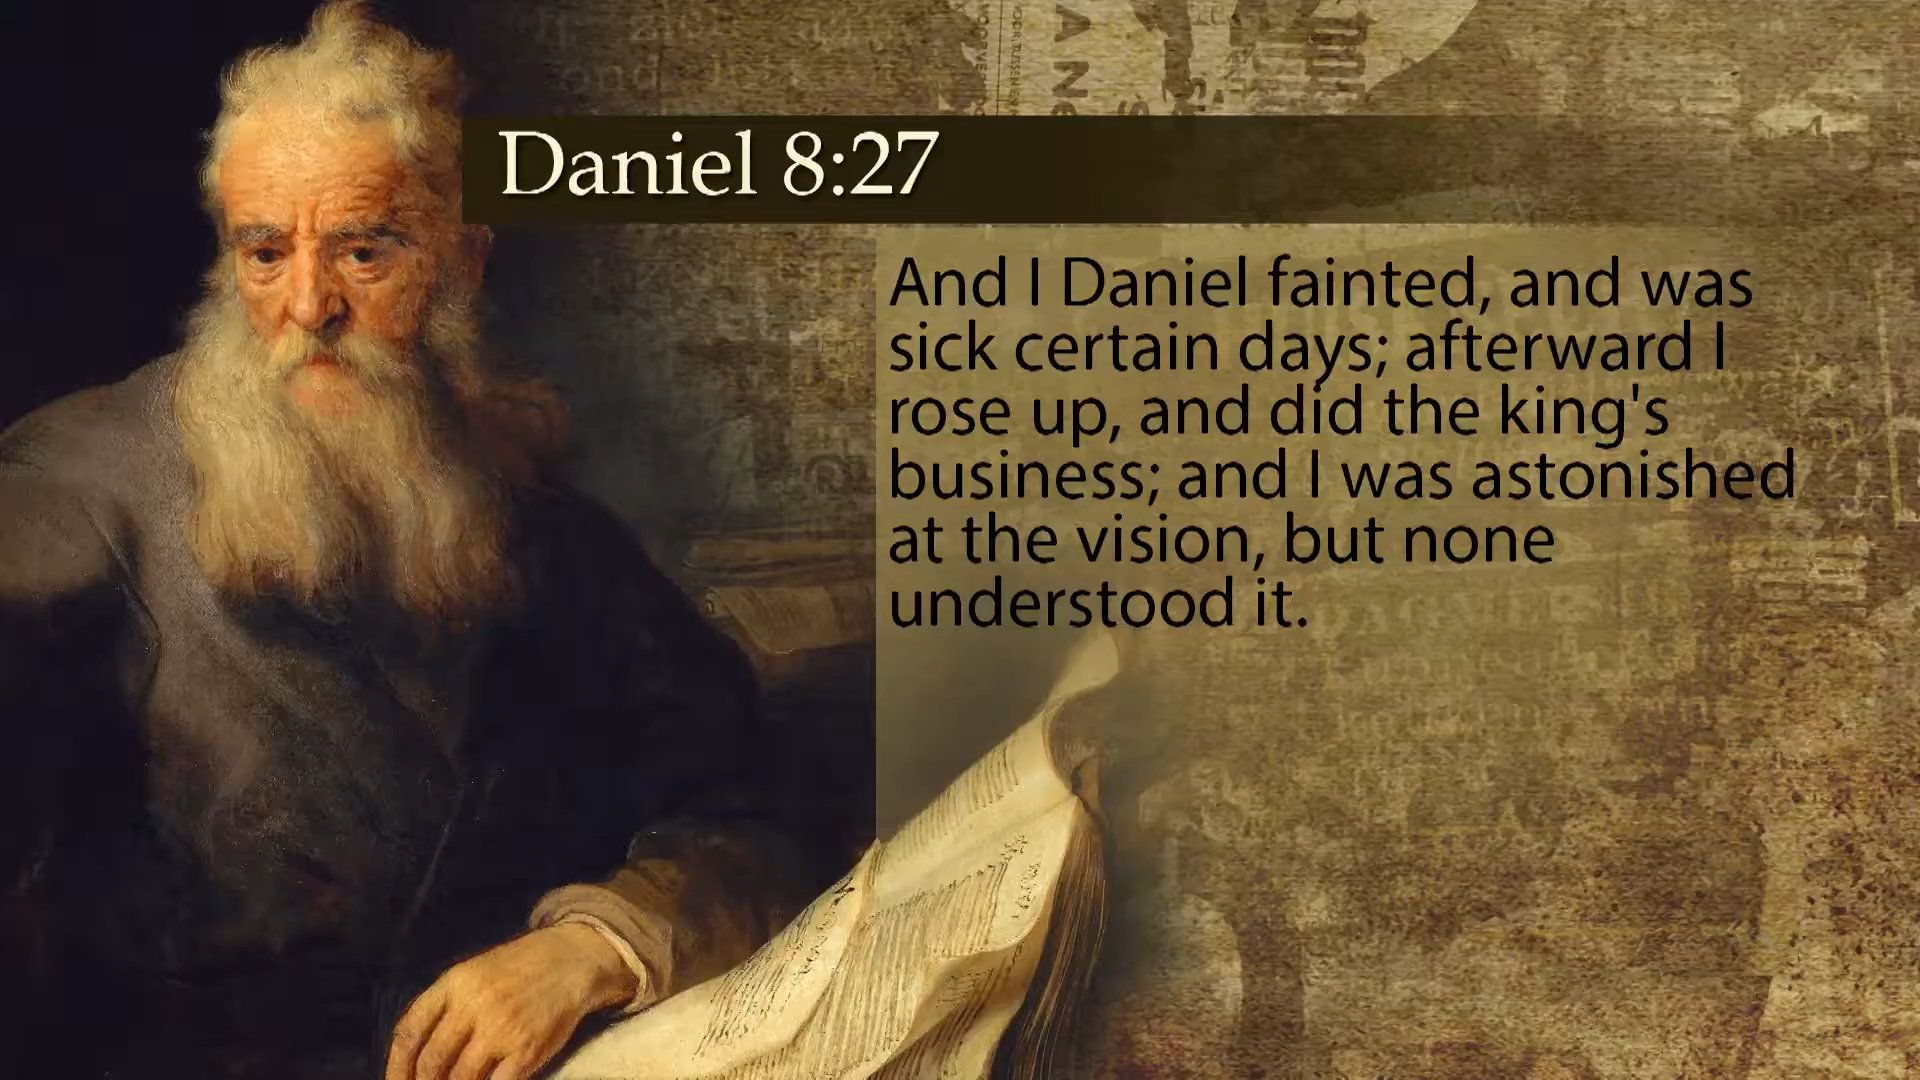 Daniel 8:27
And I Daniel fainted, and was
sick certain days; afterward I
rose up, and did the king's
business; and I was astonished
at the vision, but none
understood it.